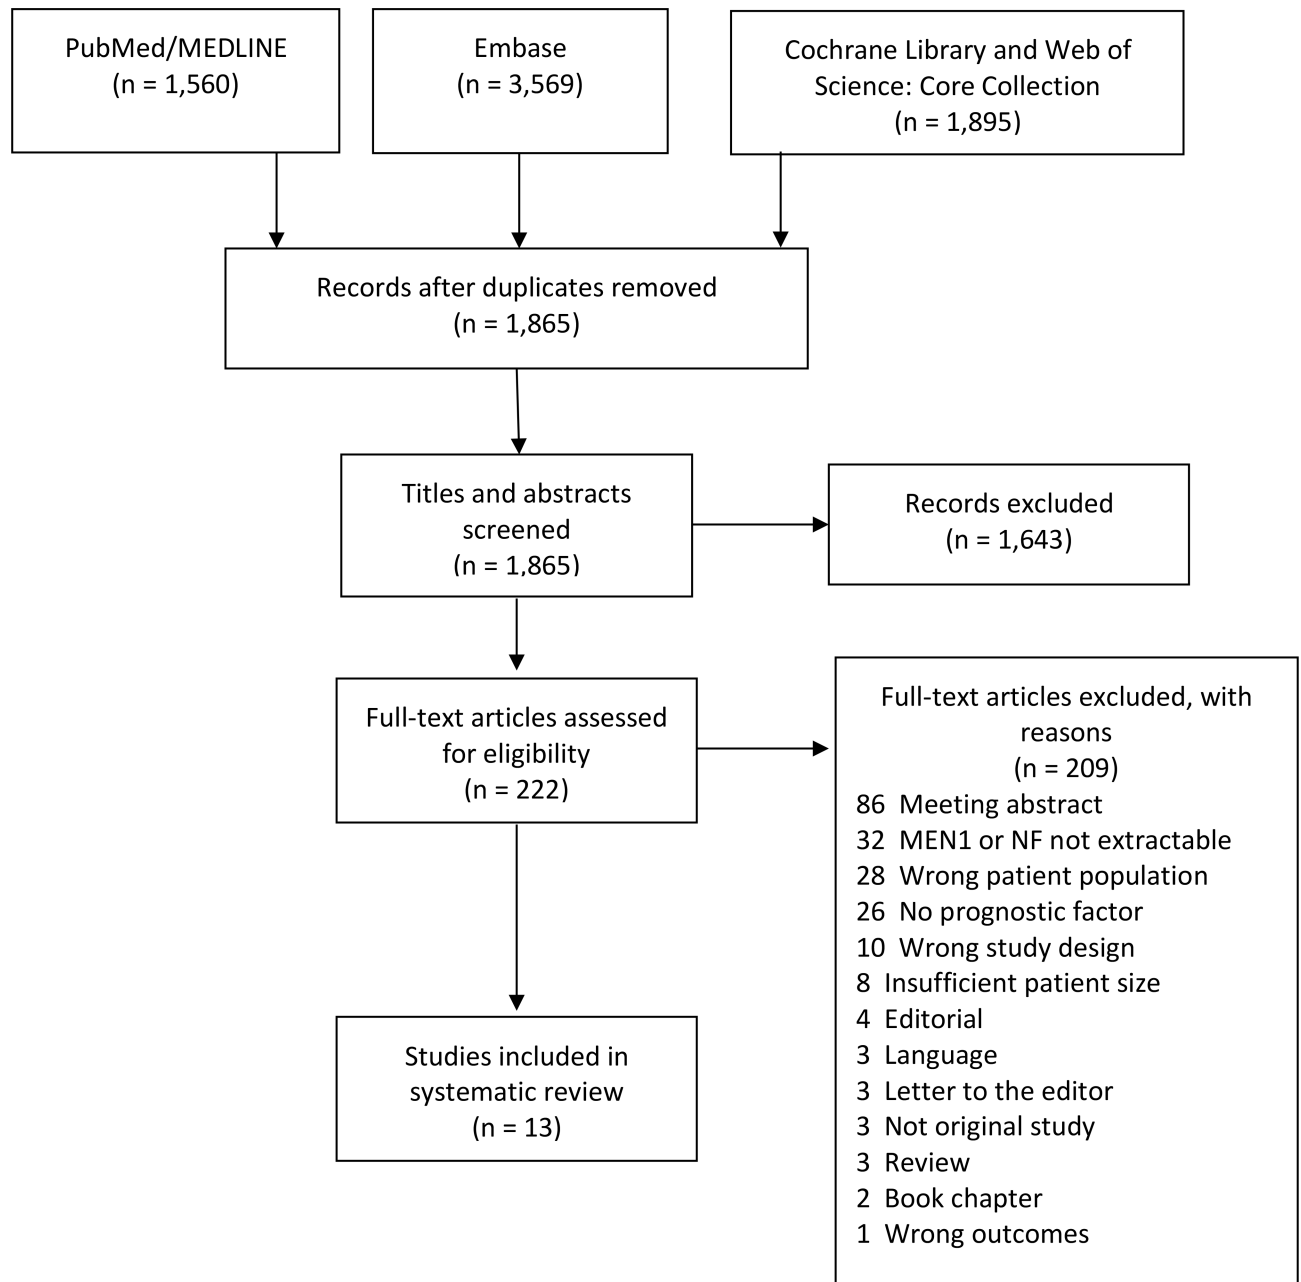 PubMed/MEDLINE
(n = 1,560)
Embase
(n = 3,569)
Cochrane Library and Web of
Science: Core Collection
(n = 1,895)
Records after duplicates removed
(n = 1,865)
Titles and abstracts
screened
(n = 1,865)
Records excluded
(n = 1,643)
Full-text articles assessed
for eligibility
(n = 222)
Full-text articles excluded, with
reasons
(n = 209)
86 Meeting abstract
32 MEN1 or NF not extractable
28 Wrong patient population
26 No prognostic factor
10 Wrong study design
8 Insufficient patient size
4 Editorial
3 Language
3 Letter to the editor
3 Not original study
3 Review
2 Book chapter
1 Wrong outcomes
Studies included in
systematic review
(n = 13)